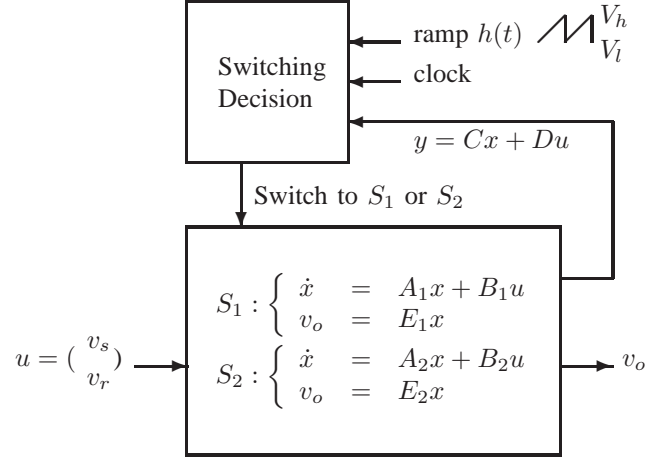 ramp h(t) V_h
V_l
Switching
Decision
clock
y = Cx + Du
Switch to S_1 or S_2
S_1 : { ẋ = A_1x + B_1u
v_o = E_1x
u = ( v_s
v_r )
S_2 : { ẋ = A_2x + B_2u
v_o = E_2x
v_o